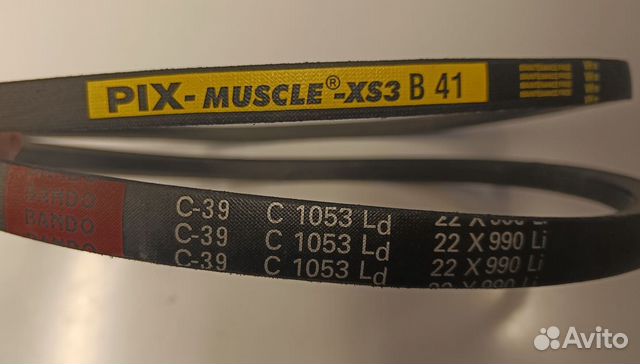 PIX-MUSCLE®-XS3 B 41
BANDO
BANDO
C-39 C 1053 Ld 22 X 990 Li
C-39 C 1053 Ld 22 X 990 Li
C-39 C 1053 Ld 22 X 990 Li
Avito